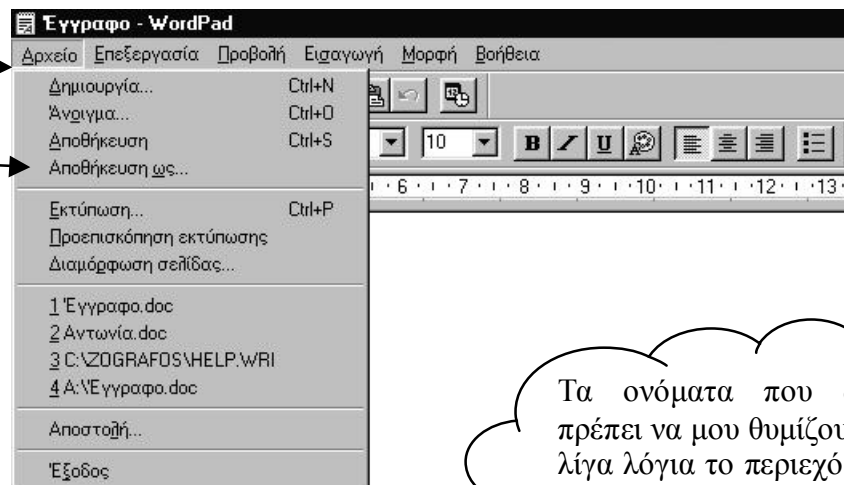 Έγγραφο - WordPad
Αρχείο Επεξεργασία Προβολή Εισαγωγή Μορφή Βοήθεια
Δημιουργία... Ctrl+N
Άνοιγμα... Ctrl+O
Αποθήκευση Ctrl+S
Αποθήκευση ως...
Εκτύπωση... Ctrl+P
Προεπισκόπηση εκτύπωσης
Διαμόρφωση σελίδας...
1 Έγγραφο.doc
2 Αντωνία.doc
3 C:\ZOGRAFOS\HELP.WRI
4 A:\Έγγραφο.doc
Αποστολή...
Έξοδος
10 B I U
6 7 8 9 10 11 12 13
Τα ονόματα που
πρέπει να μου θυμίζου
λίγα λόγια το περιεχό